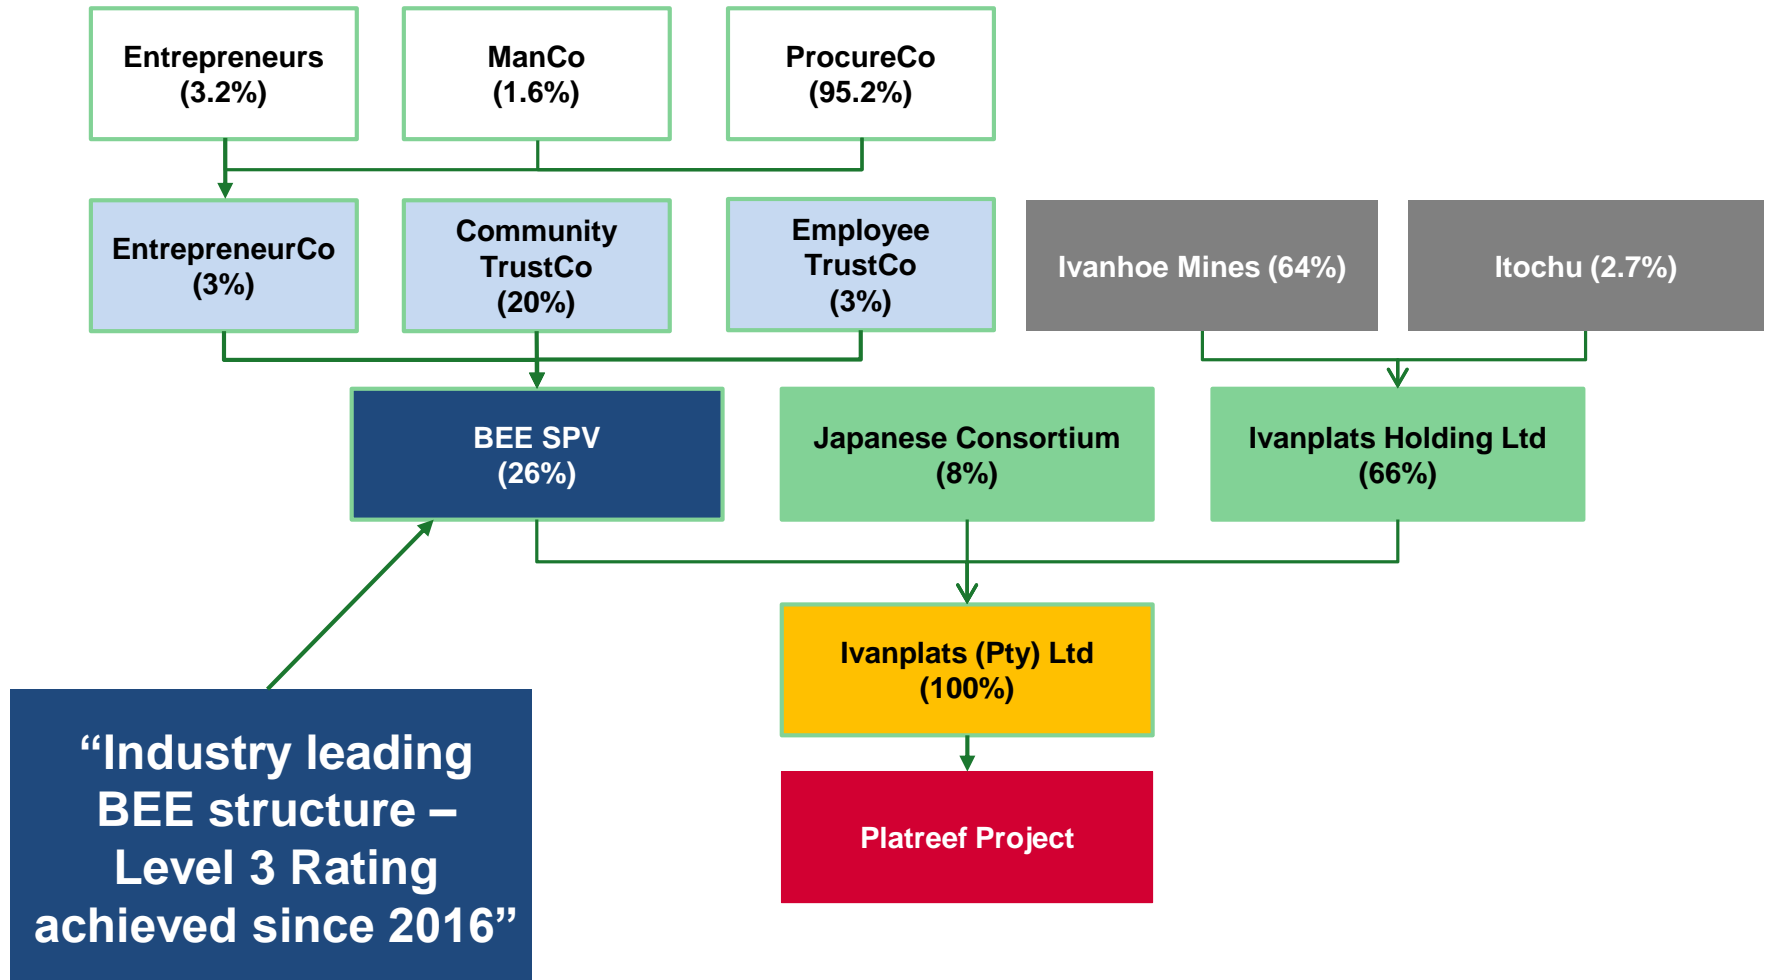 Entrepreneurs
(3.2%)
ManCo
(1.6%)
ProcureCo
(95.2%)
EntrepreneurCo
(3%)
Community
TrustCo
(20%)
Employee
TrustCo
(3%)
Ivanhoe Mines (64%)
Itochu (2.7%)
BEE SPV
(26%)
Japanese Consortium
(8%)
Ivanplats Holding Ltd
(66%)
Ivanplats (Pty) Ltd
(100%)
“Industry leading
BEE structure –
Level 3 Rating
achieved since 2016”
Platreef Project